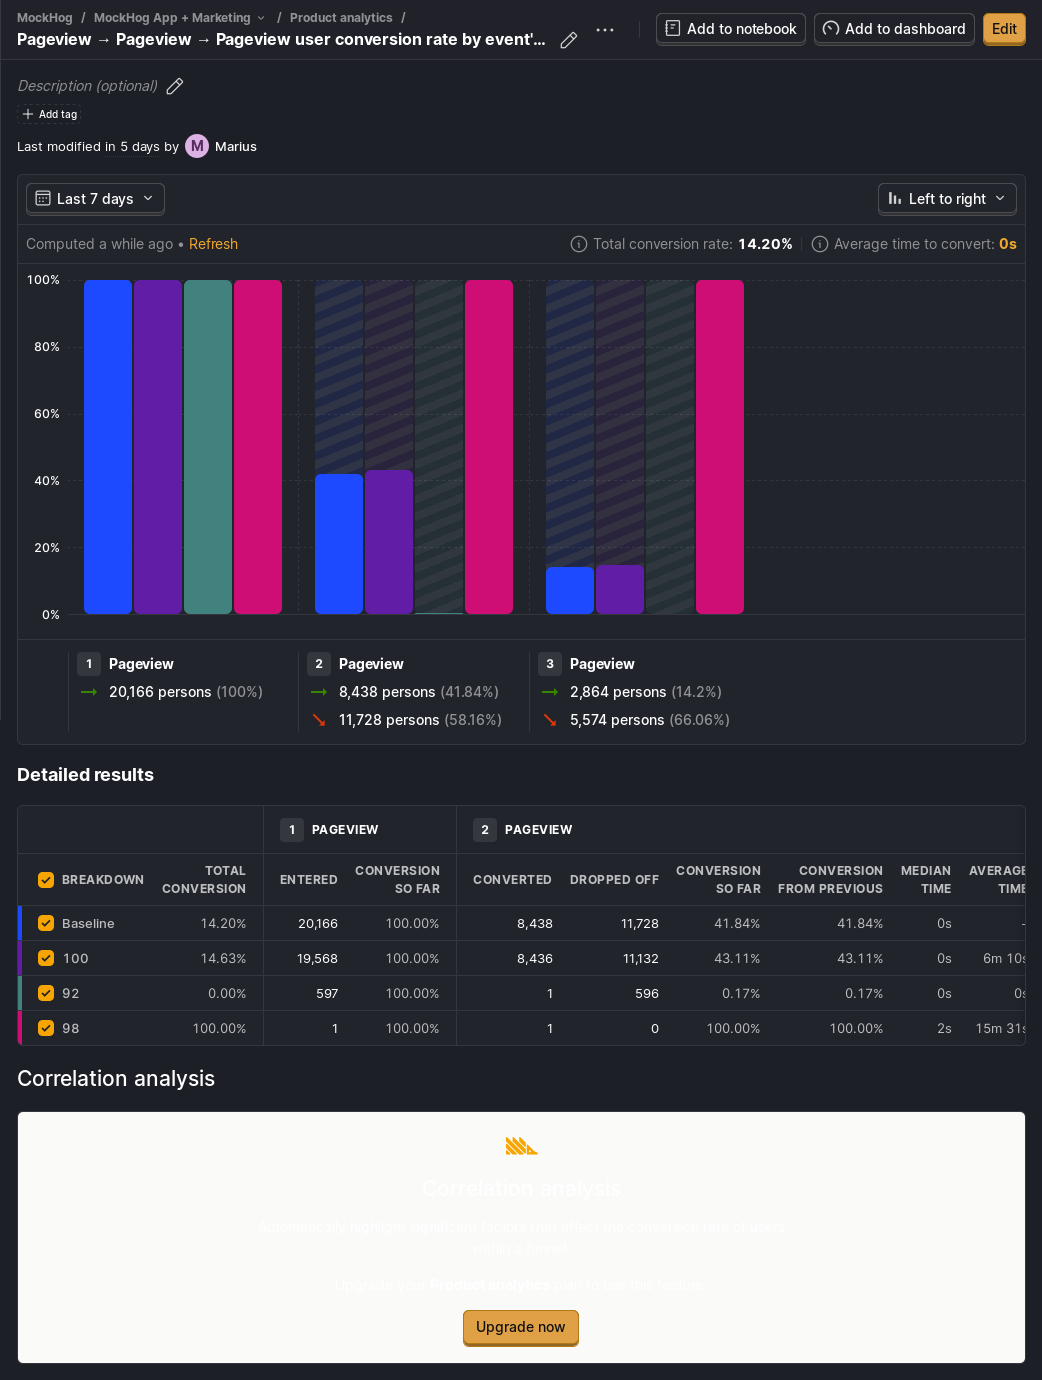 MockHog / MockHog App + Marketing / Product analytics /
Pageview → Pageview → Pageview user conversion rate by event'...
Add to notebook
Add to dashboard
Edit
Description (optional)
Add tag
Last modified in 5 days by M Marius
Last 7 days
Left to right
Computed a while ago • Refresh
Total conversion rate: 14.20%
Average time to convert: 0s
100%
80%
60%
40%
20%
0%
1 Pageview
20,166 persons (100%)
2 Pageview
8,438 persons (41.84%)
11,728 persons (58.16%)
3 Pageview
2,864 persons (14.2%)
5,574 persons (66.06%)
Detailed results
1 PAGEVIEW 2 PAGEVIEW
BREAKDOWN TOTAL CONVERSION ENTERED CONVERSION SO FAR CONVERTED DROPPED OFF CONVERSION SO FAR CONVERSION FROM PREVIOUS MEDIAN TIME AVERAGE TIME
Baseline 14.20% 20,166 100.00% 8,438 11,728 41.84% 41.84% 0s -
100 14.63% 19,568 100.00% 8,436 11,132 43.11% 43.11% 0s 6m 10s
92 0.00% 597 100.00% 1 596 0.17% 0.17% 0s 0s
98 100.00% 1 100.00% 1 0 100.00% 100.00% 2s 15m 31s
Correlation analysis
Correlation analysis
Automatically highlight significant factors that affect the conversion rate of users
within a funnel.
Upgrade your Product analytics plan to use this feature.
Upgrade now